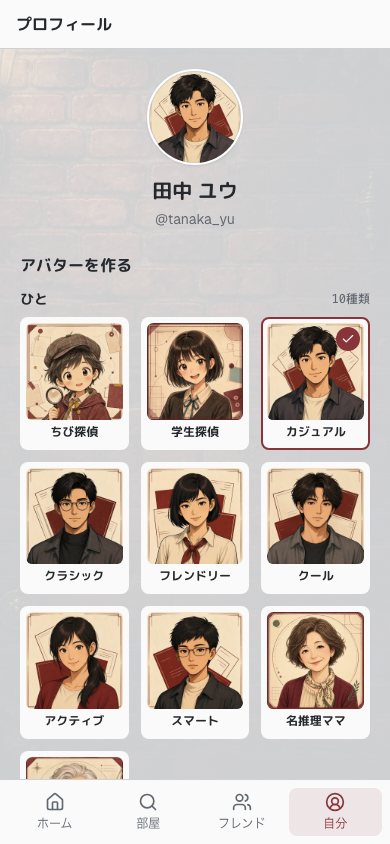 プロフィール
田中 ユウ
@tanaka_yu
アバターを作る
ひと 10種類
ちび探偵 学生探偵 カジュアル
クラシック フレンドリー クール
アクティブ スマート 名推理ママ
ホーム 部屋 フレンド 自分